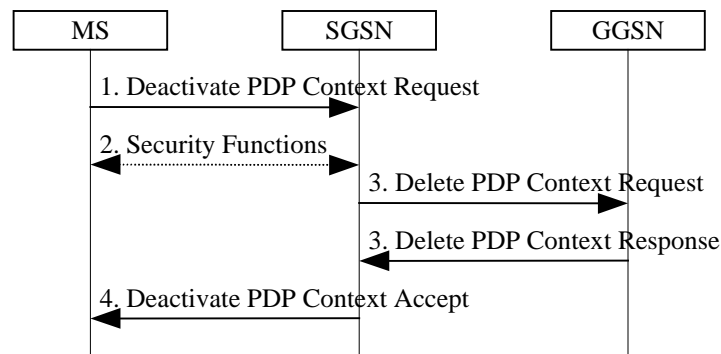 MS
SGSN
GGSN
1. Deactivate PDP Context Request
2. Security Functions
3. Delete PDP Context Request
3. Delete PDP Context Response
4. Deactivate PDP Context Accept